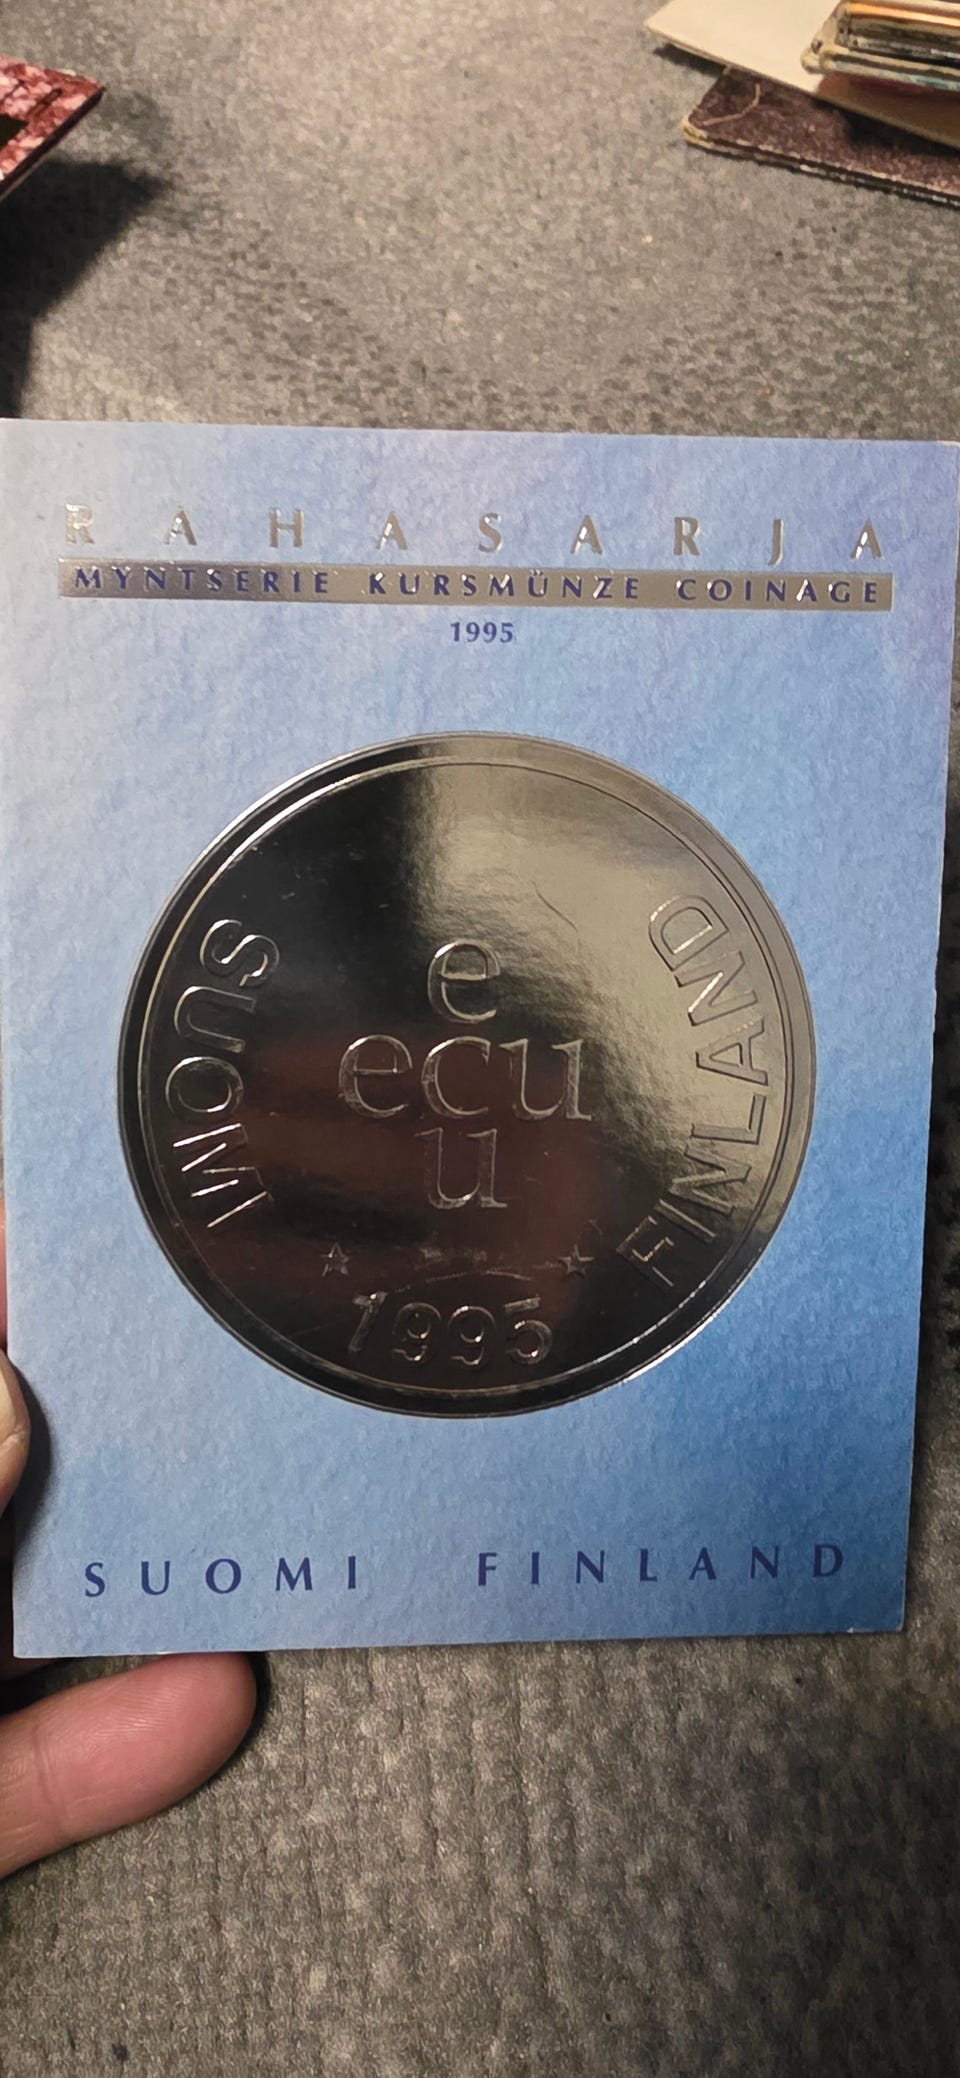 RAHASARJA
MYNTSERIE KURSMÜNZE COINAGE
1995
SUOMI
FINLAND
e
ecu
u
1995
SUOMI FINLAND